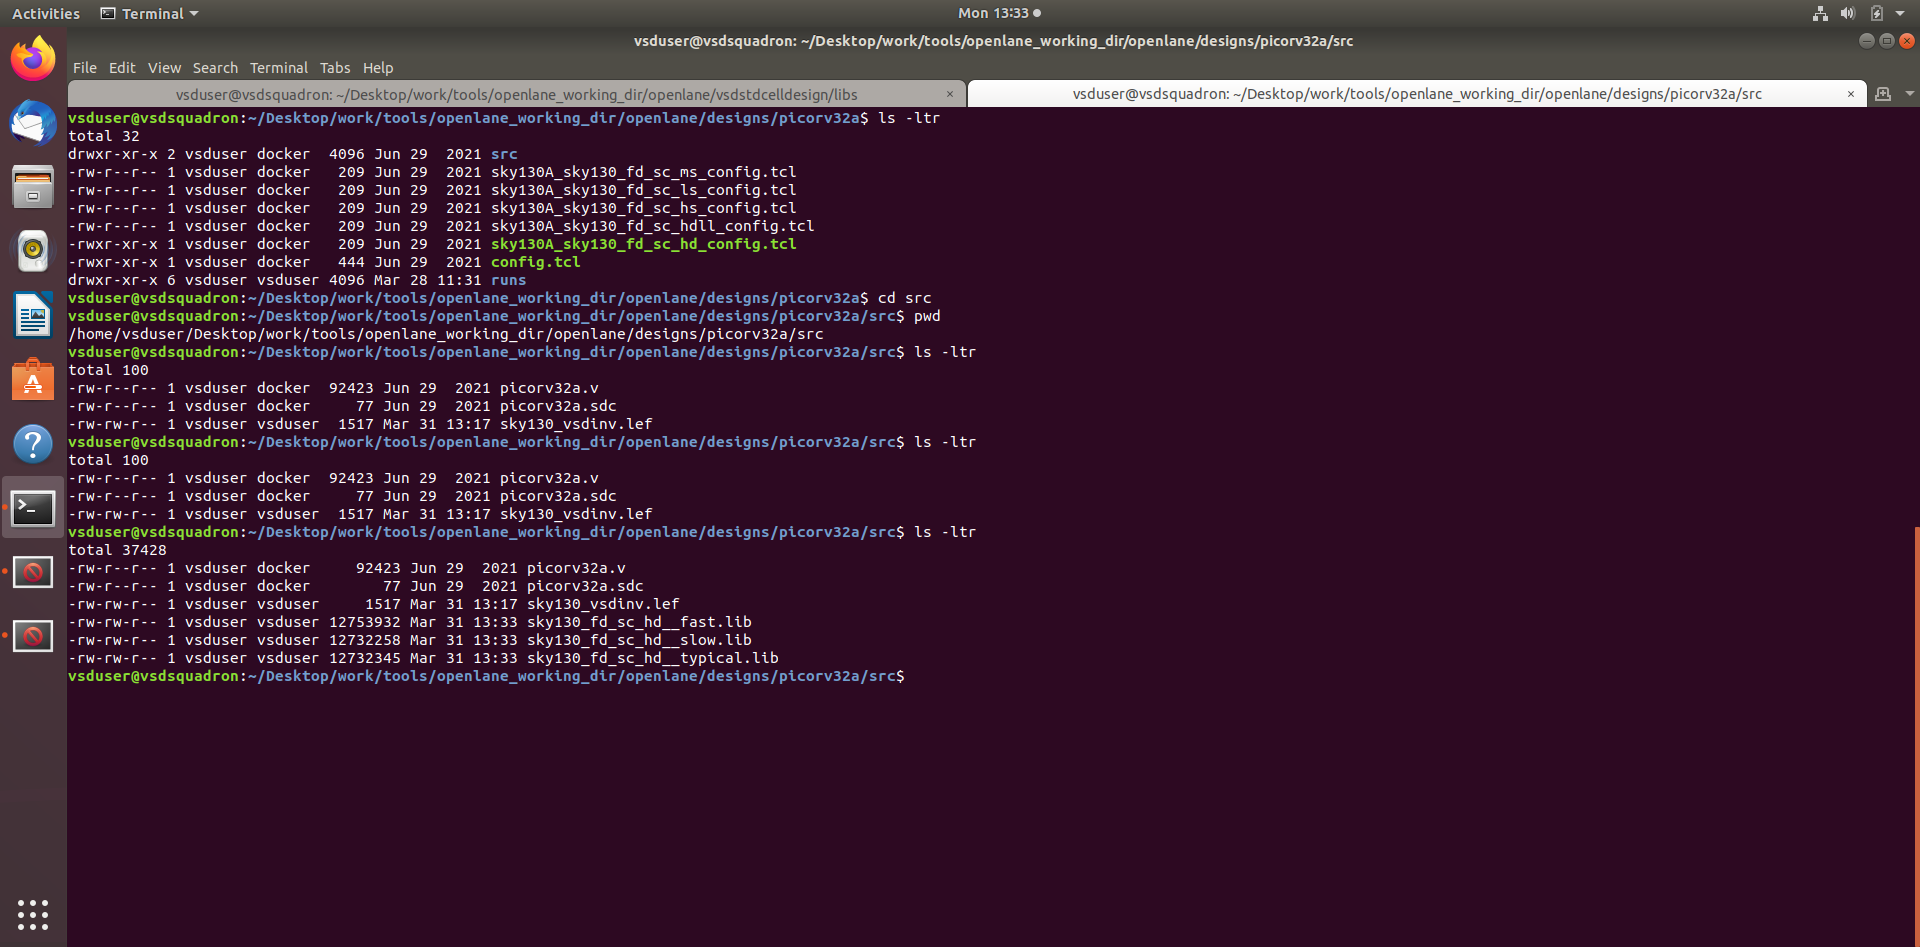 Activities Terminal Mon 13:33
vsduser@vsdsquadron: ~/Desktop/work/tools/openlane_working_dir/openlane/designs/picorv32a/src
File Edit View Search Terminal Tabs Help
vsduser@vsdsquadron: ~/Desktop/work/tools/openlane_working_dir/openlane/vsdstdcelldesign/libs × vsduser@vsdsquadron: ~/Desktop/work/tools/openlane_working_dir/openlane/designs/picorv32a/src ×
vsduser@vsdsquadron:~/Desktop/work/tools/openlane_working_dir/openlane/designs/picorv32a$ ls -ltr
total 32
drwxr-xr-x 2 vsduser docker  4096 Jun 29  2021 src
-rw-r--r-- 1 vsduser docker   209 Jun 29  2021 sky130A_sky130_fd_sc_ms_config.tcl
-rw-r--r-- 1 vsduser docker   209 Jun 29  2021 sky130A_sky130_fd_sc_ls_config.tcl
-rw-r--r-- 1 vsduser docker   209 Jun 29  2021 sky130A_sky130_fd_sc_hs_config.tcl
-rw-r--r-- 1 vsduser docker   209 Jun 29  2021 sky130A_sky130_fd_sc_hdll_config.tcl
-rwxr-xr-x 1 vsduser docker   209 Jun 29  2021 sky130A_sky130_fd_sc_hd_config.tcl
-rwxr-xr-x 1 vsduser docker   444 Jun 29  2021 config.tcl
drwxr-xr-x 6 vsduser vsduser 4096 Mar 28 11:31 runs
vsduser@vsdsquadron:~/Desktop/work/tools/openlane_working_dir/openlane/designs/picorv32a$ cd src
vsduser@vsdsquadron:~/Desktop/work/tools/openlane_working_dir/openlane/designs/picorv32a/src$ pwd
/home/vsduser/Desktop/work/tools/openlane_working_dir/openlane/designs/picorv32a/src
vsduser@vsdsquadron:~/Desktop/work/tools/openlane_working_dir/openlane/designs/picorv32a/src$ ls -ltr
total 100
-rw-r--r-- 1 vsduser docker  92423 Jun 29  2021 picorv32a.v
-rw-r--r-- 1 vsduser docker     77 Jun 29  2021 picorv32a.sdc
-rw-rw-r-- 1 vsduser vsduser  1517 Mar 31 13:17 sky130_vsdinv.lef
vsduser@vsdsquadron:~/Desktop/work/tools/openlane_working_dir/openlane/designs/picorv32a/src$ ls -ltr
total 100
-rw-r--r-- 1 vsduser docker  92423 Jun 29  2021 picorv32a.v
-rw-r--r-- 1 vsduser docker     77 Jun 29  2021 picorv32a.sdc
-rw-rw-r-- 1 vsduser vsduser  1517 Mar 31 13:17 sky130_vsdinv.lef
vsduser@vsdsquadron:~/Desktop/work/tools/openlane_working_dir/openlane/designs/picorv32a/src$ ls -ltr
total 37428
-rw-r--r-- 1 vsduser docker     92423 Jun 29  2021 picorv32a.v
-rw-r--r-- 1 vsduser docker        77 Jun 29  2021 picorv32a.sdc
-rw-rw-r-- 1 vsduser vsduser     1517 Mar 31 13:17 sky130_vsdinv.lef
-rw-rw-r-- 1 vsduser vsduser 12753932 Mar 31 13:33 sky130_fd_sc_hd__fast.lib
-rw-rw-r-- 1 vsduser vsduser 12732258 Mar 31 13:33 sky130_fd_sc_hd__slow.lib
-rw-rw-r-- 1 vsduser vsduser 12732345 Mar 31 13:33 sky130_fd_sc_hd__typical.lib
vsduser@vsdsquadron:~/Desktop/work/tools/openlane_working_dir/openlane/designs/picorv32a/src$